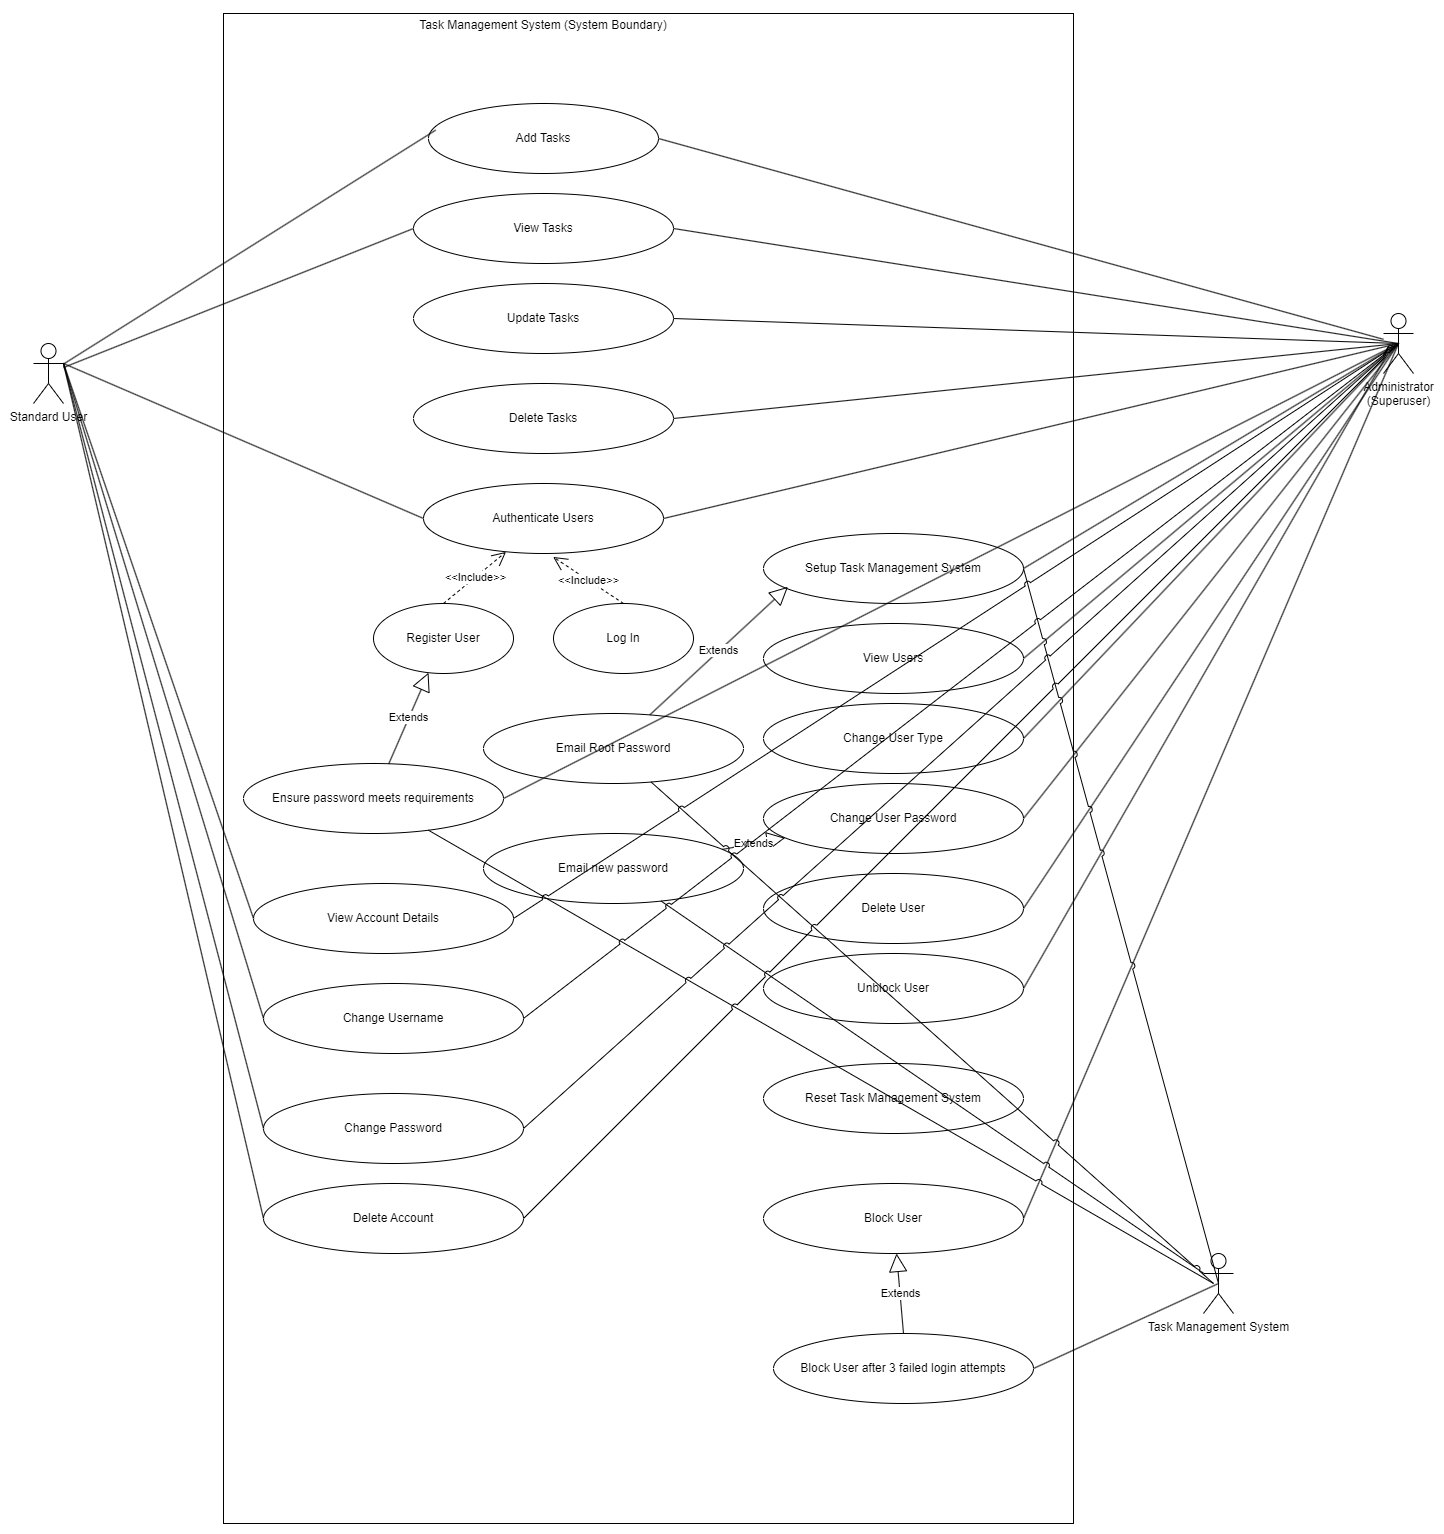 Task Management System (System Boundary)
Add Tasks
View Tasks
Update Tasks
Standard User
Administrator
(Superuser)
Delete Tasks
Authenticate Users
<<Include>>
<<Include>>
Setup Task Management System
Register User
Log In
Extends
View Users
Extends
Email Root Password
Change User Type
Ensure password meets requirements
Change User Password
Extends
Email new password
View Account Details
Delete User
Unblock User
Change Username
Reset Task Management System
Change Password
Delete Account
Block User
Extends
Task Management System
Block User after 3 failed login attempts